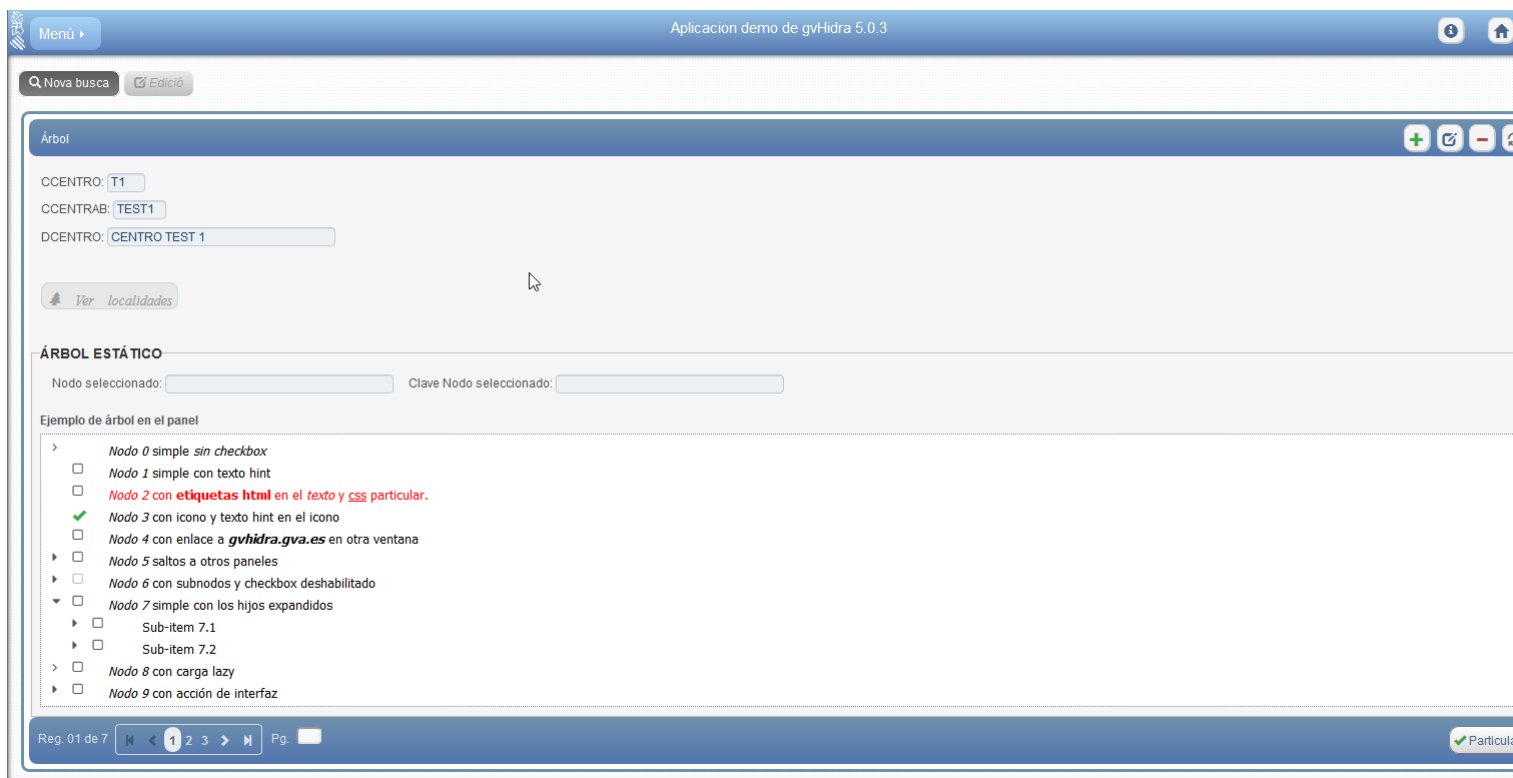 Menú
Aplicacion demo de gvHidra 5.0.3
Nova busca Edició
Árbol
CCENTRO: T1
CCENTRAB: TEST1
DCENTRO: CENTRO TEST 1
Ver localidades
ÁRBOL ESTÁTICO
Nodo seleccionado: Clave Nodo seleccionado:
Ejemplo de árbol en el panel
Nodo 0 simple sin checkbox
Nodo 1 simple con texto hint
Nodo 2 con etiquetas html en el texto y css particular.
Nodo 3 con icono y texto hint en el icono
Nodo 4 con enlace a gvhidra.gva.es en otra ventana
Nodo 5 saltos a otros paneles
Nodo 6 con subnodos y checkbox deshabilitado
Nodo 7 simple con los hijos expandidos
Sub-item 7.1
Sub-item 7.2
Nodo 8 con carga lazy
Nodo 9 con acción de interfaz
Reg. 01 de 7 1 2 3 Pg. Particula